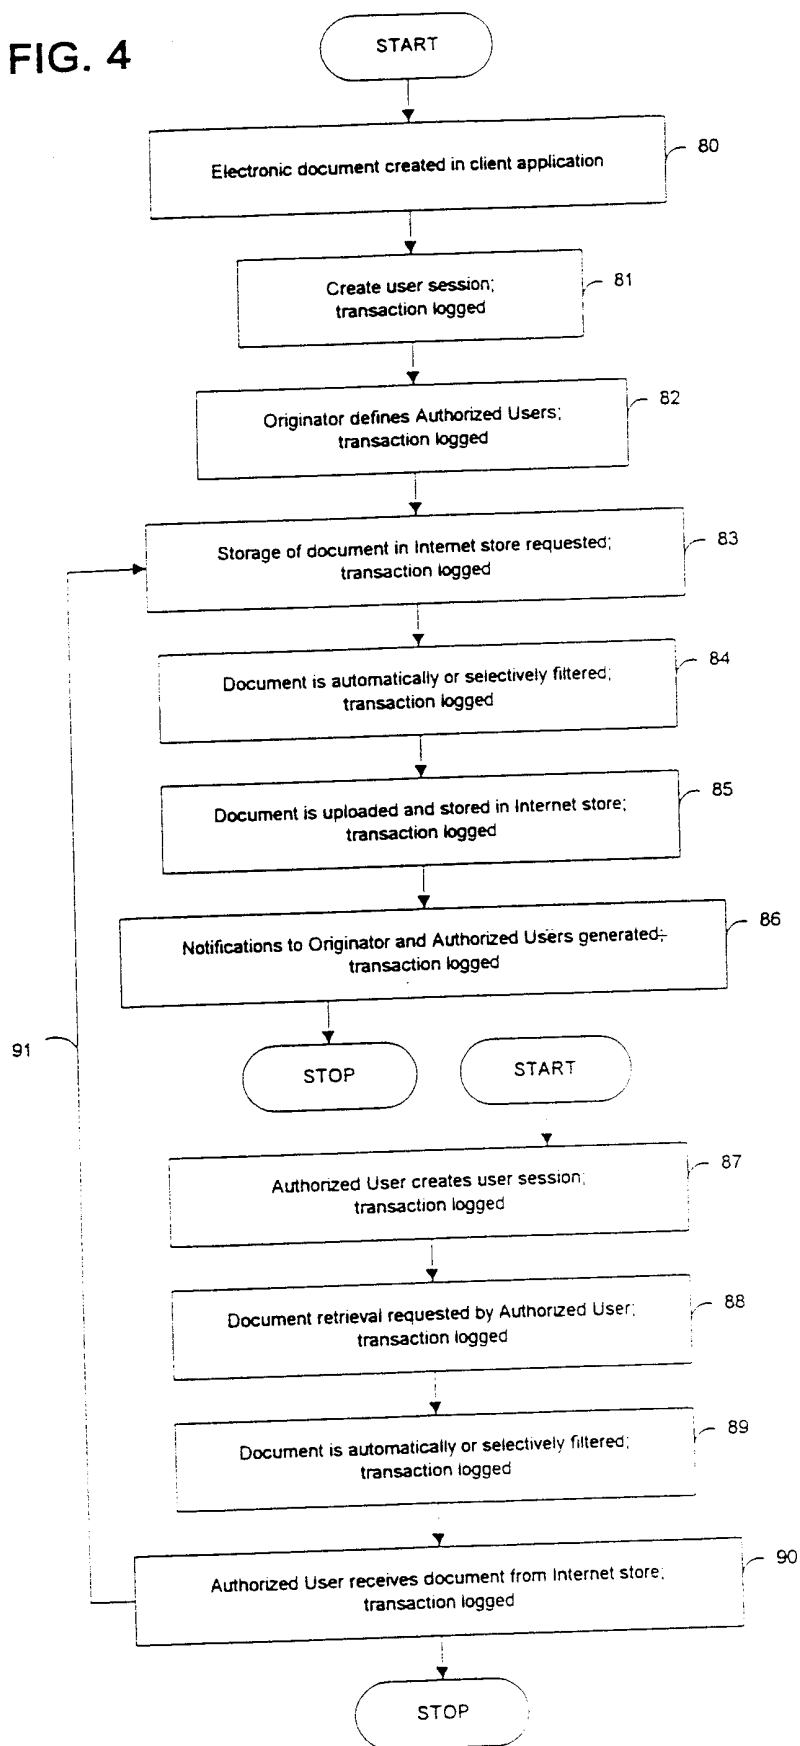 FIG. 4
START
Electronic document created in client application
80
Create user session;
transaction logged
81
Originator defines Authorized Users;
transaction logged
82
Storage of document in Internet store requested;
transaction logged
83
Document is automatically or selectively filtered;
transaction logged
84
Document is uploaded and stored in Internet store;
transaction logged
85
Notifications to Originator and Authorized Users generated;
transaction logged
86
91
STOP
START
Authorized User creates user session;
transaction logged
87
Document retrieval requested by Authorized User;
transaction logged
88
Document is automatically or selectively filtered;
transaction logged
89
Authorized User receives document from Internet store;
transaction logged
90
STOP